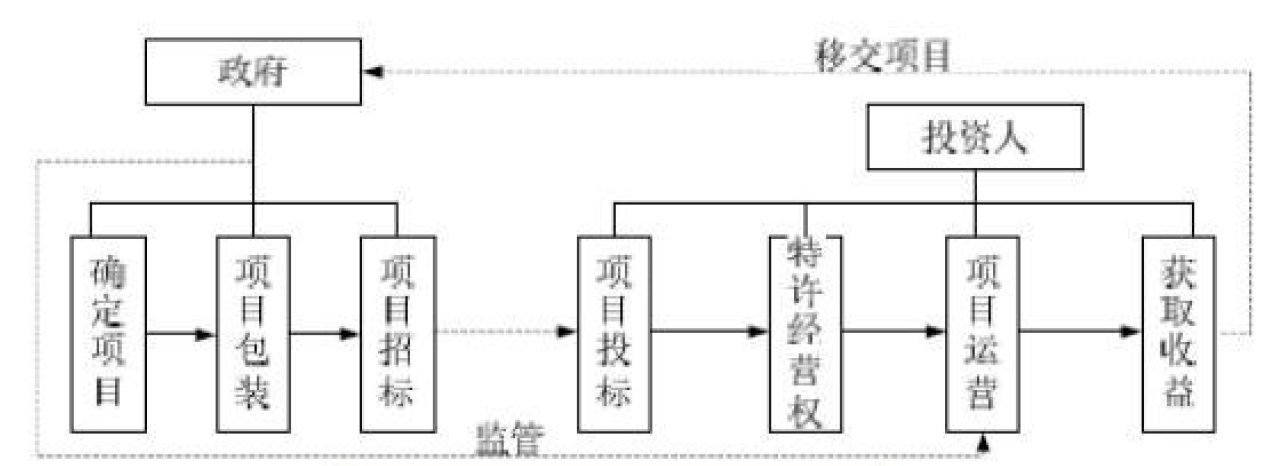 政府
移交项目
投资人
确定项目
项目包装
项目招标
项目投标
特许经营权
项目运营
获取收益
监管